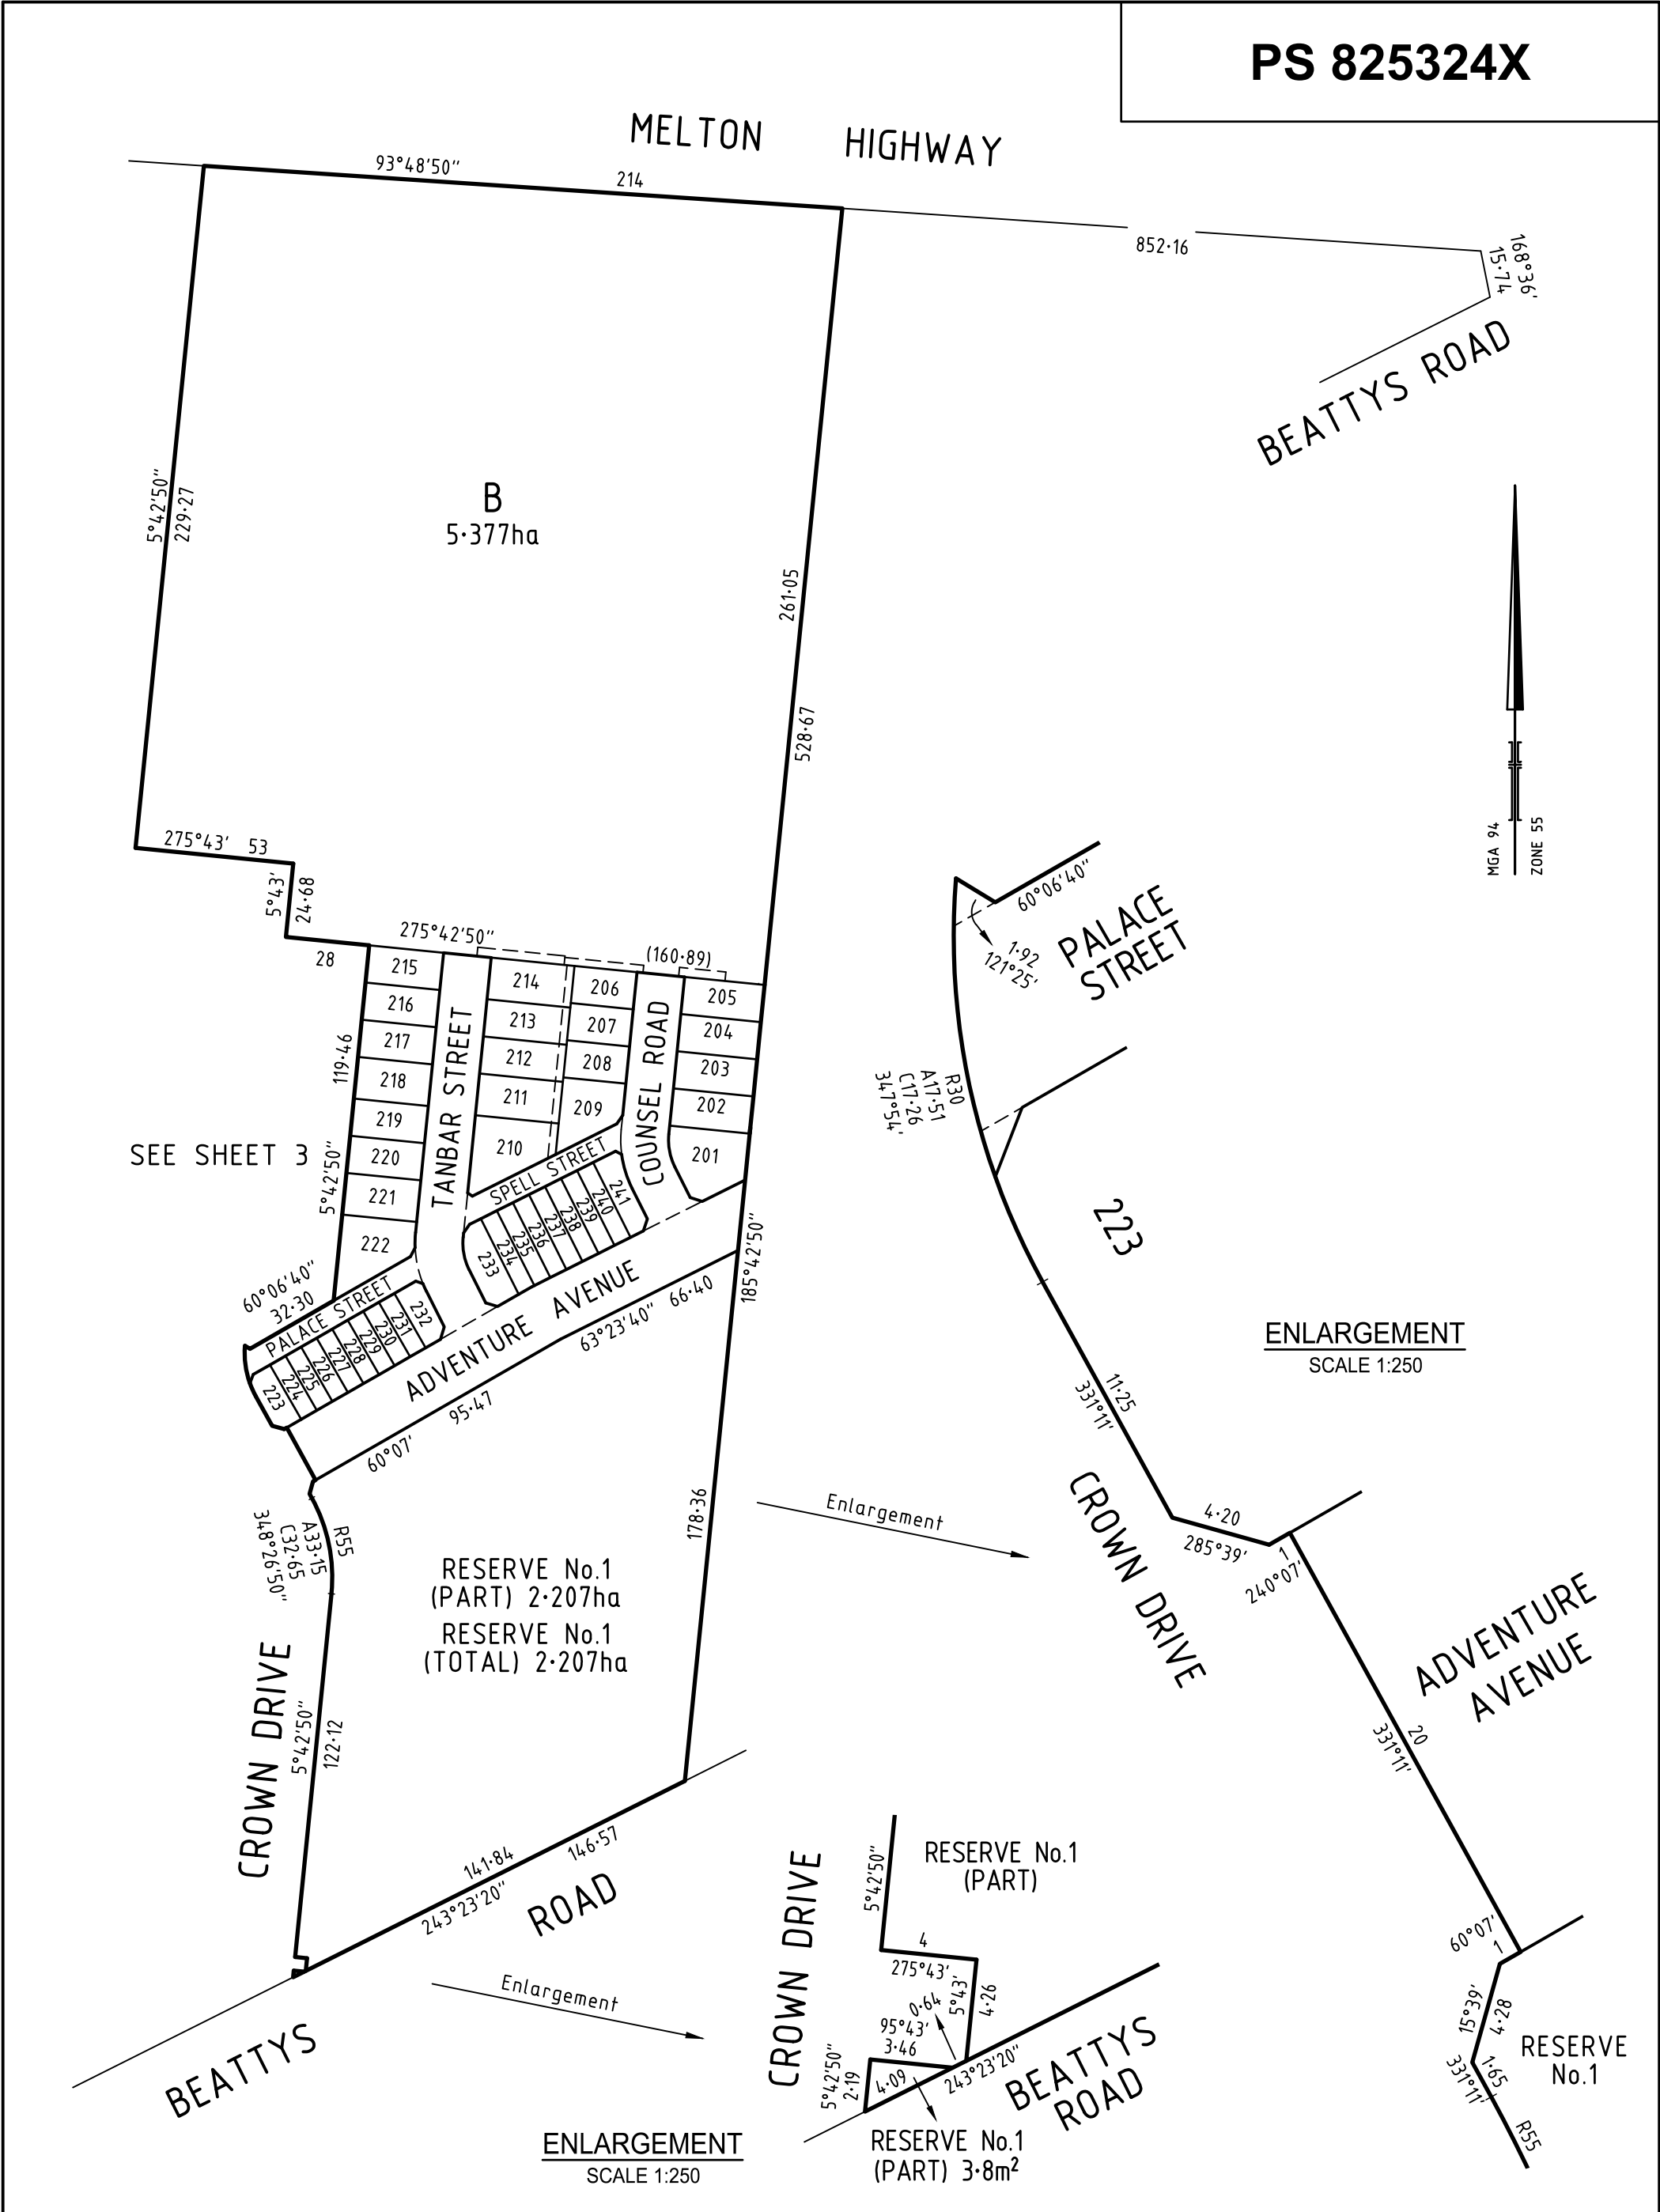 PS 825324X
MELTON HIGHWAY
93°48'50"
214
852·16
168°36'
15·74
BEATTYS ROAD
B
5·377ha
5°42'50"
229·27
261·05
528·67
MGA 94
ZONE 55
275°43' 53
5°43'
24·68
275°42'50"
(160·89)
28
215
216
217
218
219
220
221
222
TANBAR STREET
214
213
212
211
210
206
207
208
209
COUNSEL ROAD
205
204
203
202
201
119·46
5°42'50"
SEE SHEET 3
SPELL STREET
233
234
235
236
237
238
239
240
241
60°06'40"
32·30
PALACE STREET
223
224
225
226
227
228
229
230
231
232
ADVENTURE AVENUE
63°23'40" 66·40
185°42'50"
60°07' 95·47
178·36
R55
A33·15
C32·65
348°26'50"
RESERVE No.1
(PART) 2·207ha
RESERVE No.1
(TOTAL) 2·207ha
CROWN DRIVE
5°42'50"
122·12
141·84
146·57
243°23'20"
BEATTYS ROAD
Enlargement
Enlargement
60°06'40"
PALACE
STREET
1·92
121°25'
R30
A17·51
C17·26
347°54'
223
ENLARGEMENT
SCALE 1:250
11·25
331°11'
CROWN DRIVE
4·20
285°39'
1
240°07'
ADVENTURE
AVENUE
20
331°11'
60°07'
1
15°39'
4·28
RESERVE
No.1
1·65
331°11'
R55
CROWN DRIVE
5°42'50"
RESERVE No.1
(PART)
4
275°43'
5°43'
4·26
0·64
95°43'
3·46
5°42'50"
2·19
4·09
243°23'20"
BEATTYS
ROAD
RESERVE No.1
(PART) 3·8m²
ENLARGEMENT
SCALE 1:250